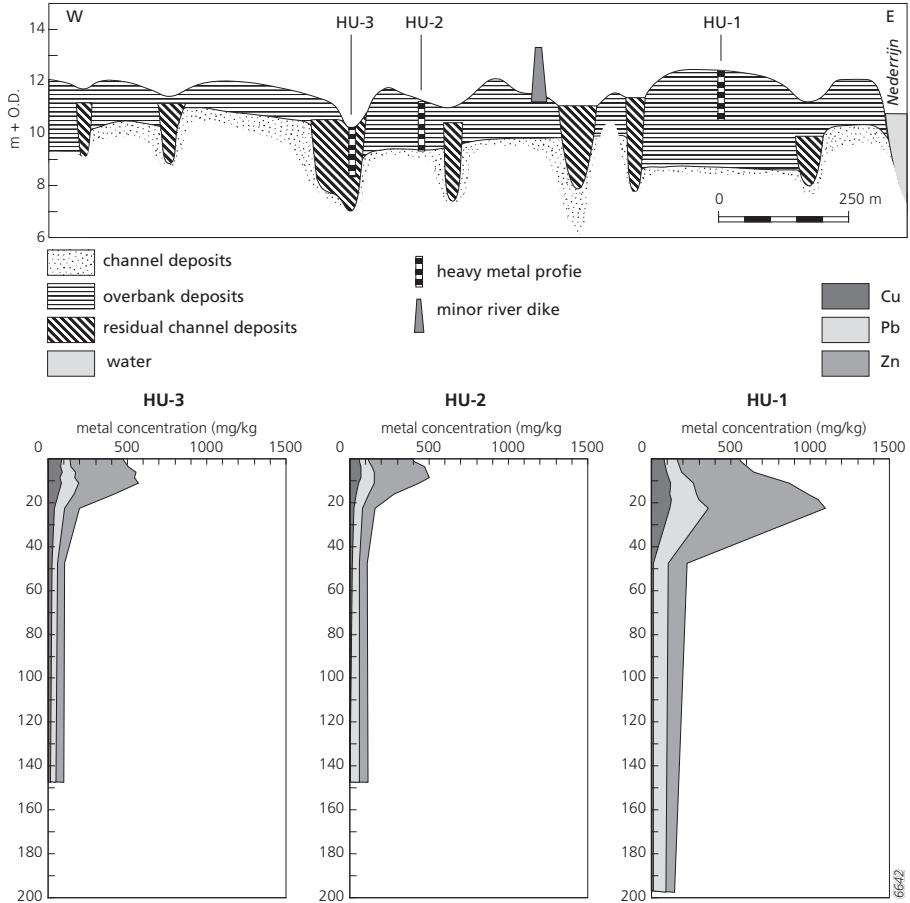 W
HU-3
HU-2
HU-1
E
Nederrijn
m + O.D.
14
12
10
8
6
0
250 m
channel deposits
overbank deposits
residual channel deposits
water
heavy metal profie
minor river dike
Cu
Pb
Zn
HU-3
HU-2
HU-1
metal concentration (mg/kg
metal concentration (mg/kg
metal concentration (mg/kg)
0 500 1000 1500
0 500 1000 1500
0 500 1000 1500
20 20 20
40 40 40
60 60 60
80 80 80
100 100 100
120 120 120
140 140 140
160 160 160
180 180 180
200 200 200
6642